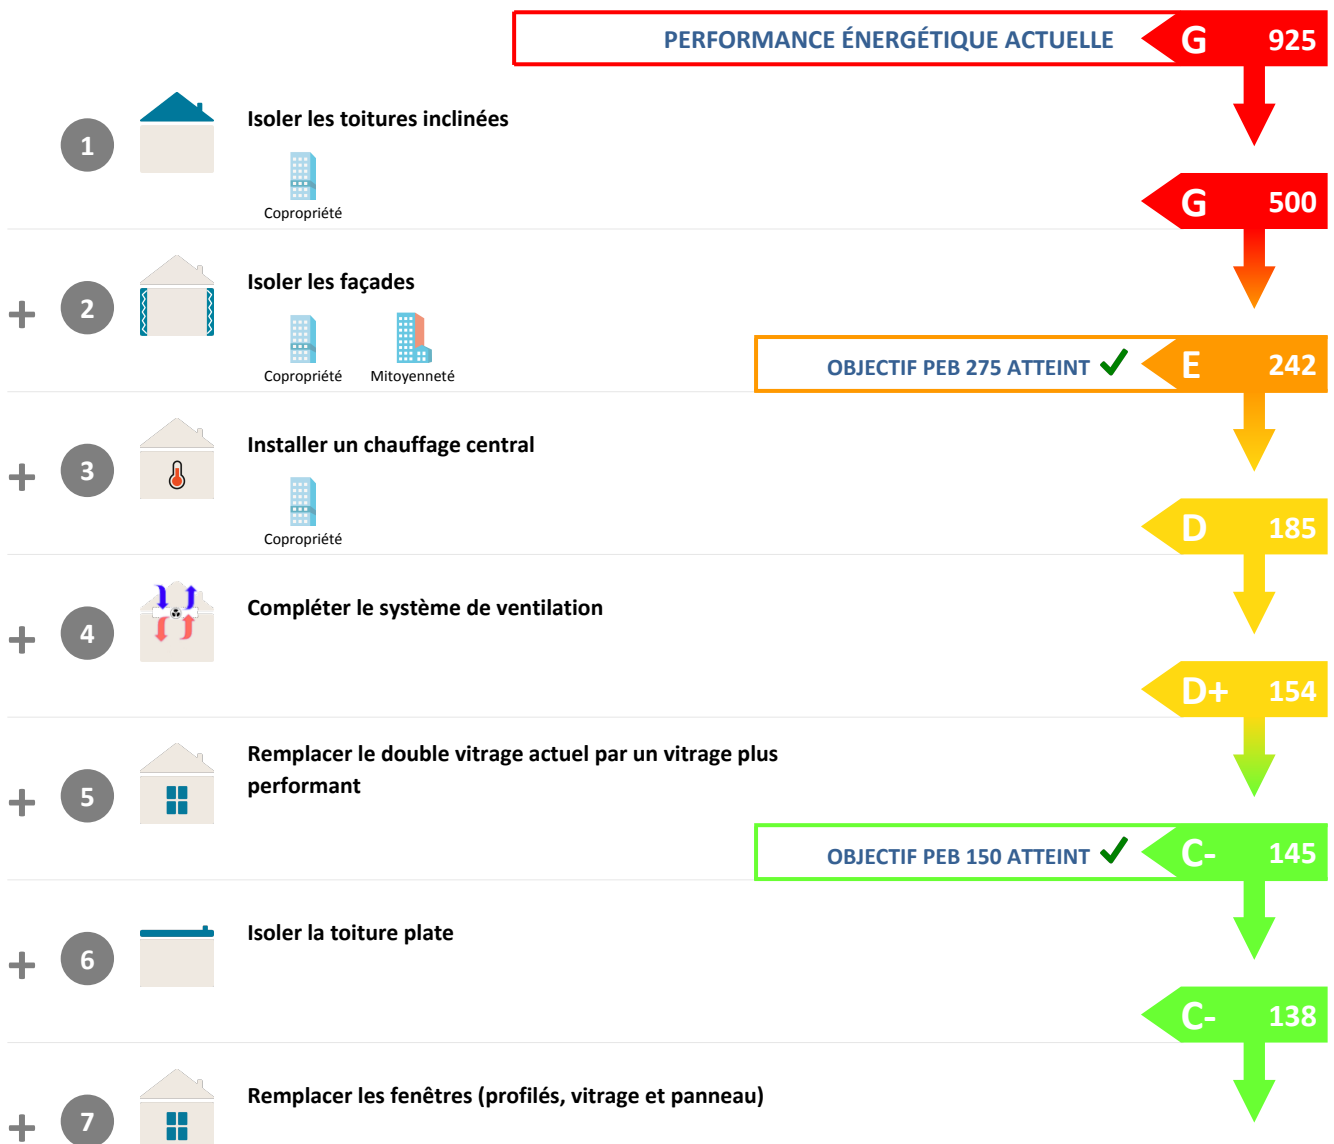 PERFORMANCE ÉNERGÉTIQUE ACTUELLE G 925
1 Isoler les toitures inclinées
Copropriété
G 500
+ 2 Isoler les façades
Copropriété Mitoyenneté
OBJECTIF PEB 275 ATTEINT ✓ E 242
+ 3 Installer un chauffage central
Copropriété
D 185
+ 4 Compléter le système de ventilation
D+ 154
+ 5 Remplacer le double vitrage actuel par un vitrage plus
performant
OBJECTIF PEB 150 ATTEINT ✓ C- 145
+ 6 Isoler la toiture plate
C- 138
+ 7 Remplacer les fenêtres (profilés, vitrage et panneau)